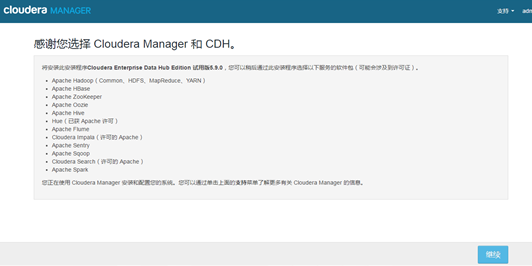 cloudera MANAGER
支持
adm
感谢您选择 Cloudera Manager 和 CDH。
将安装此安装程序Cloudera Enterprise Data Hub Edition 试用版5.9.0，您可以稍后通过此安装程序选择以下服务的软件包（可能会涉及到许可证）。
Apache Hadoop（Common、HDFS、MapReduce、YARN）
Apache HBase
Apache ZooKeeper
Apache Oozie
Apache Hive
Hue（已获 Apache 许可）
Apache Flume
Cloudera Impala（许可的 Apache）
Apache Sentry
Apache Sqoop
Cloudera Search（许可的 Apache）
Apache Spark
您正在使用 Cloudera Manager 安装和配置您的系统。您可以通过单击上面的支持菜单了解更多有关 Cloudera Manager 的信息。
继续